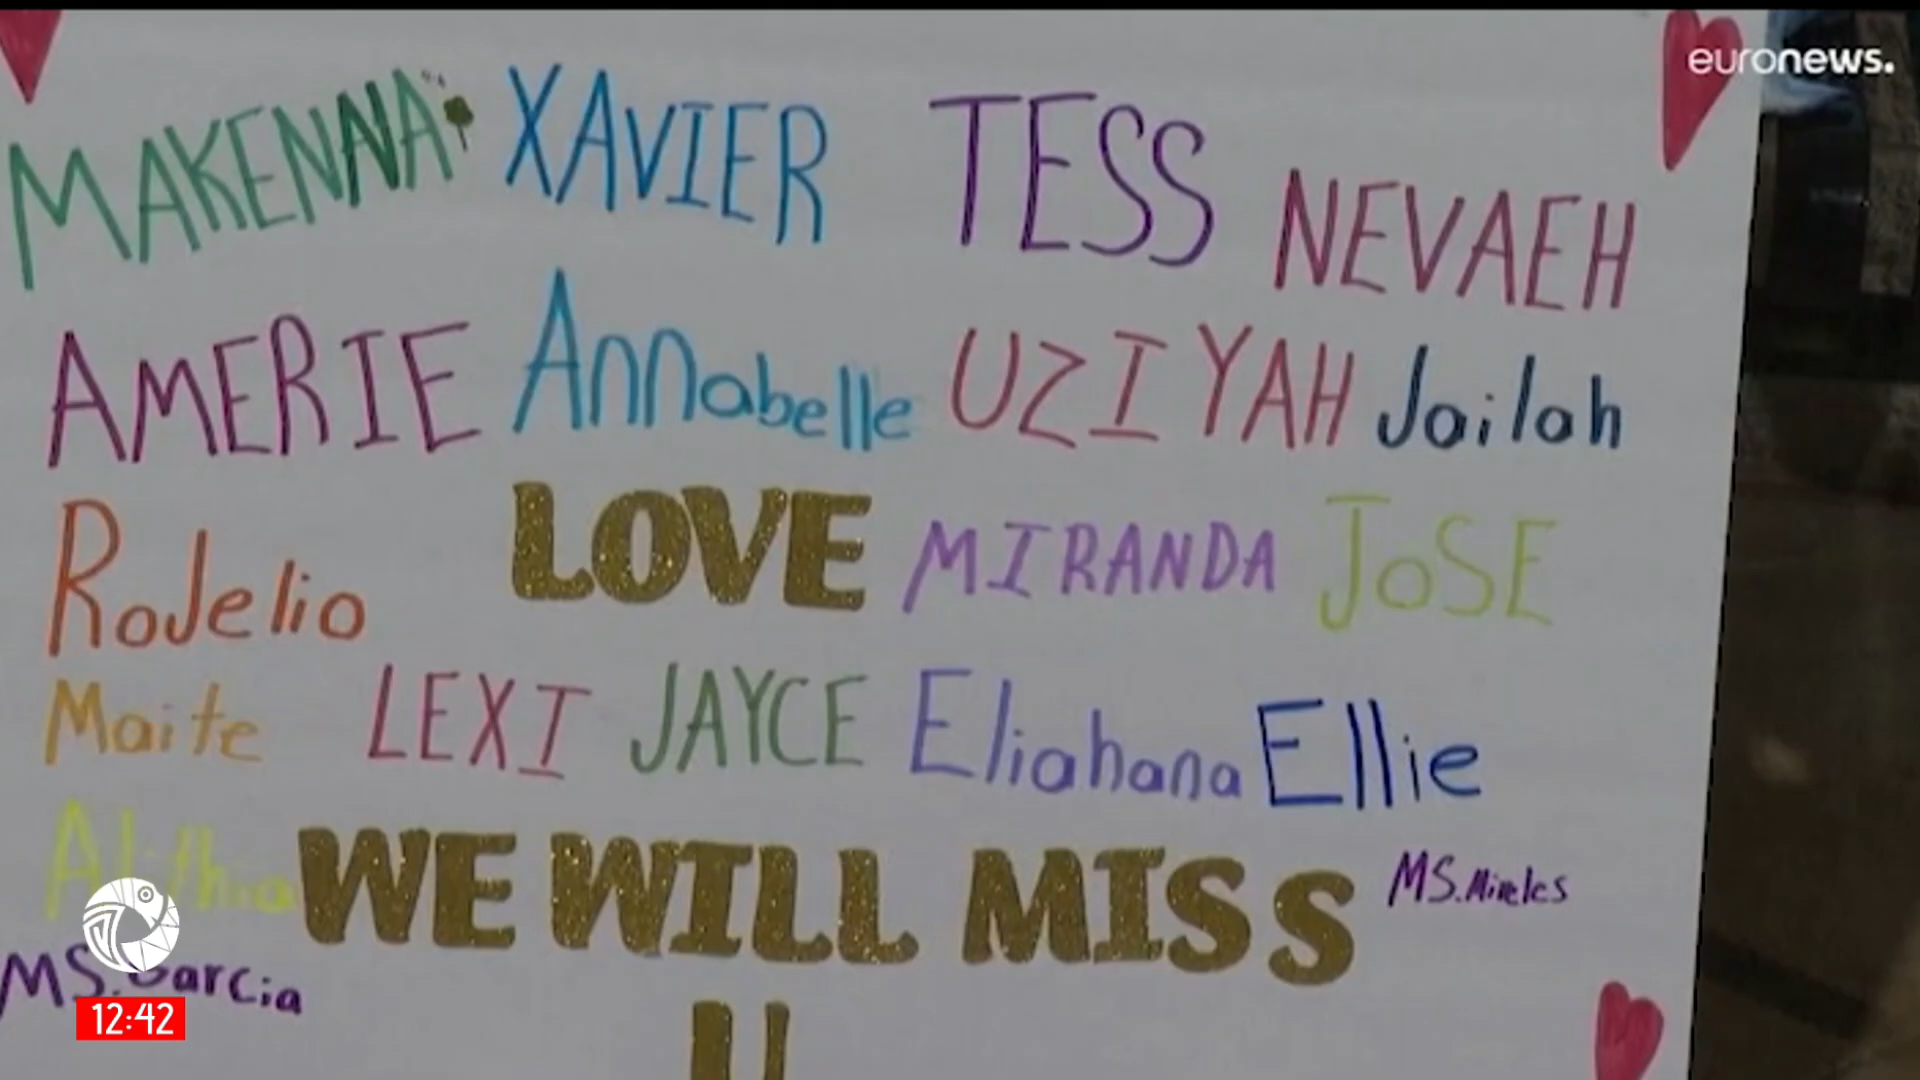 euronews.
MAKENNA XAVIER TESS NEVAEH
AMERIE Annabelle UZIYAH Jailah
RoJelio LOVE MIRANDA JoSE
Maite LEXI JAYCE Eliahana Ellie
Alithia WE WILL MISS MS. Mireles
MS. Garcia
U
12:42